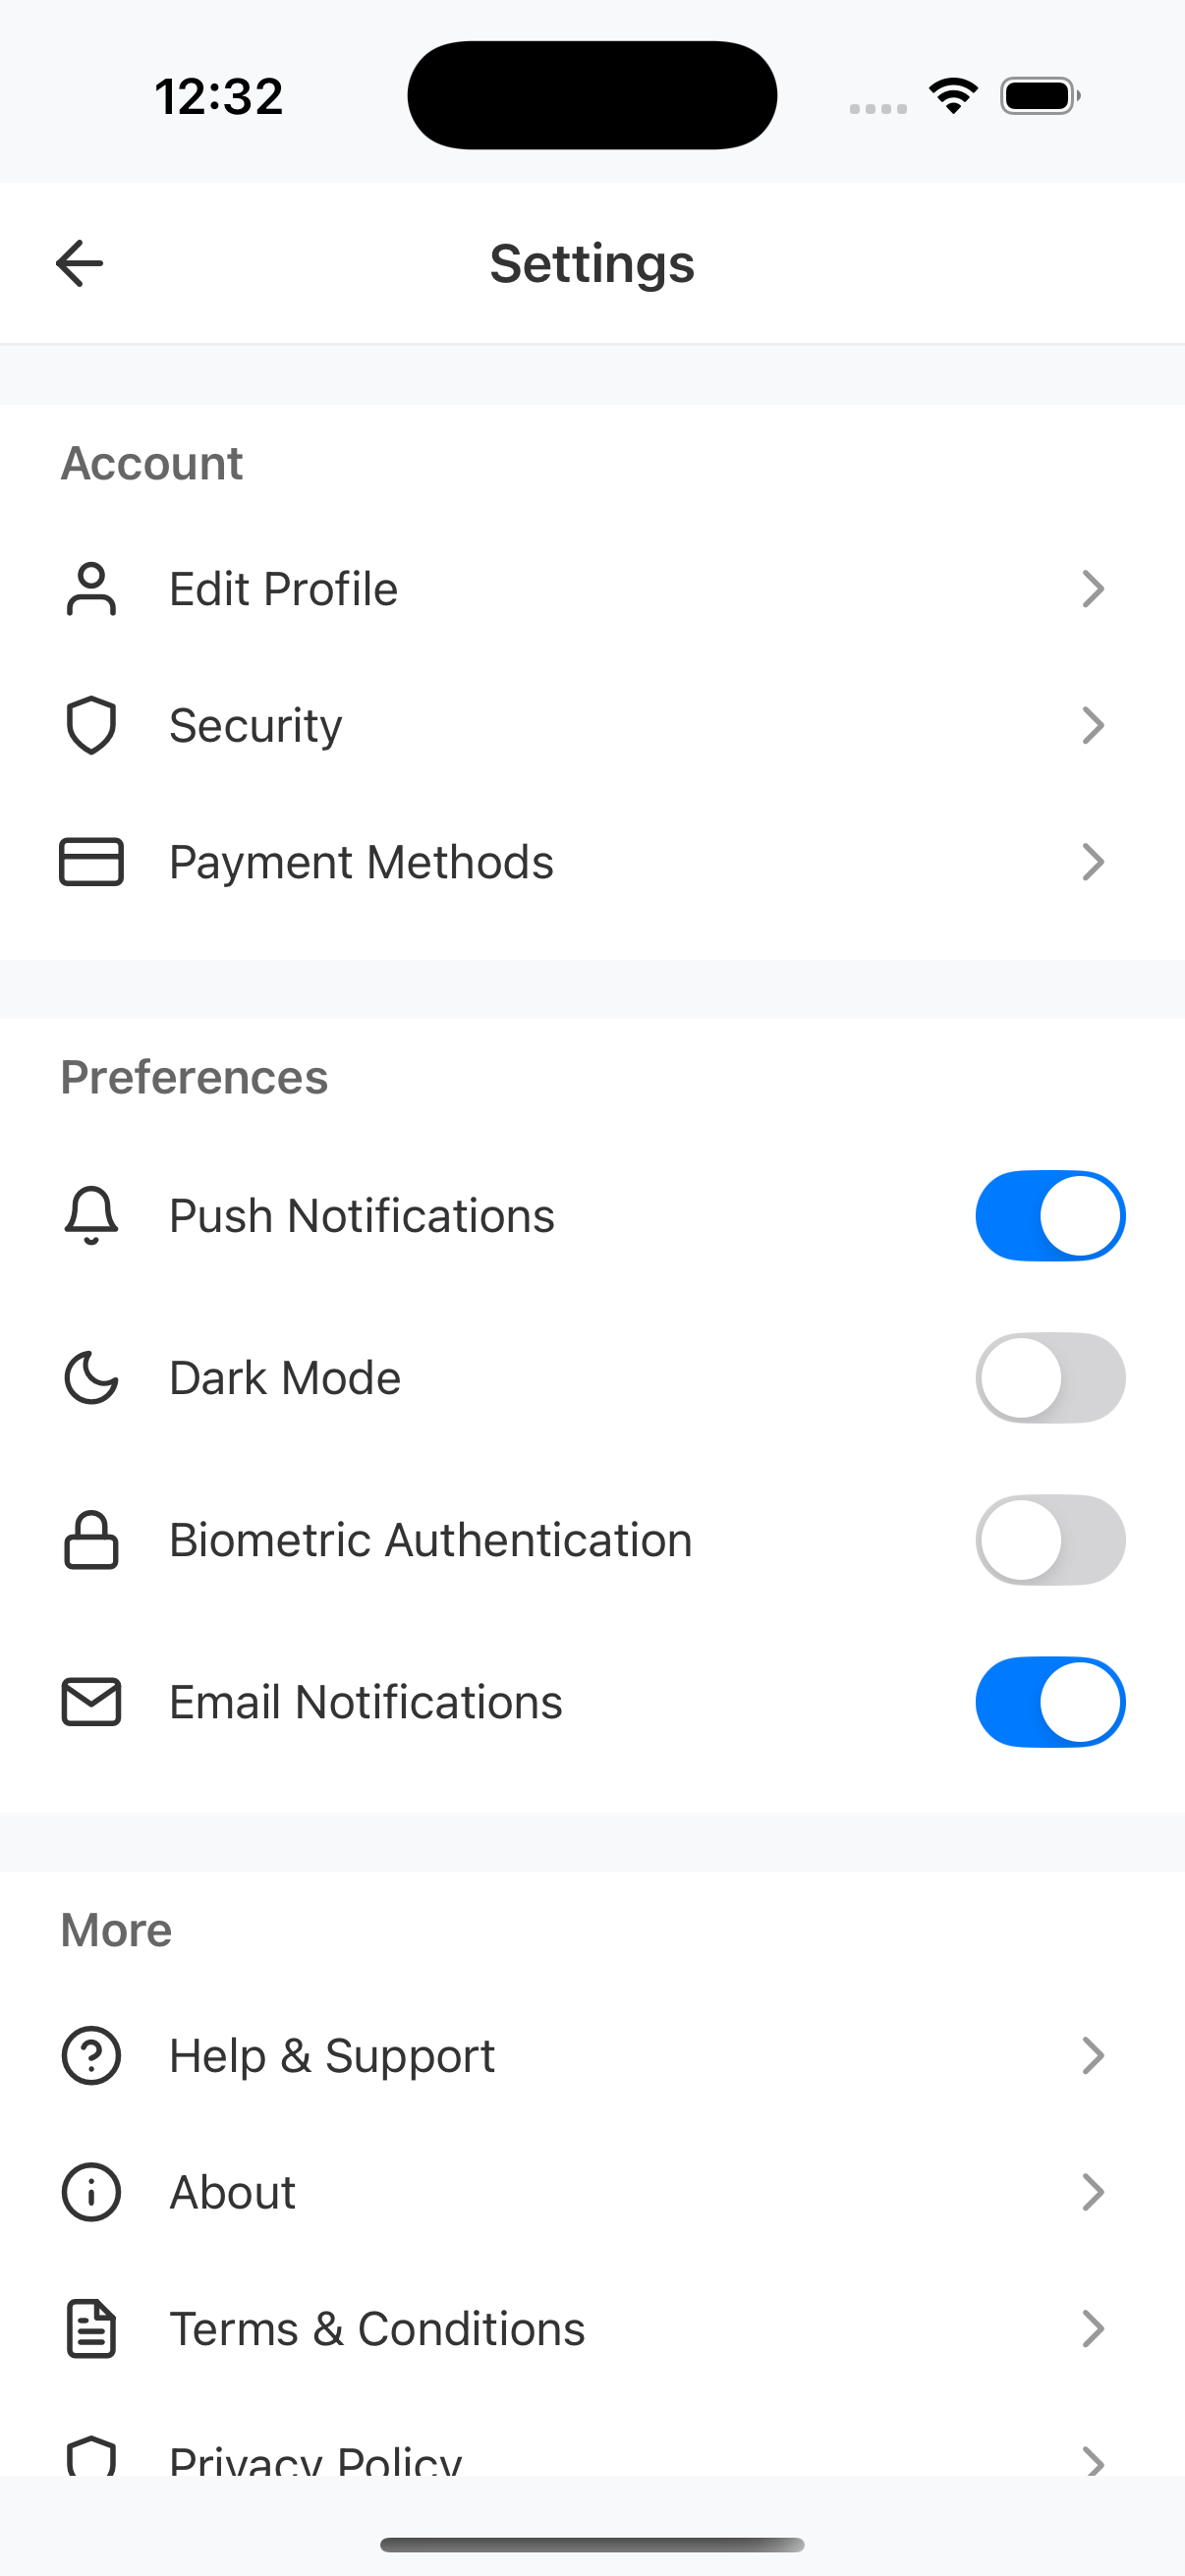 12:32
Settings
Account
Edit Profile
Security
Payment Methods
Preferences
Push Notifications
Dark Mode
Biometric Authentication
Email Notifications
More
Help & Support
About
Terms & Conditions
Privacy Policy